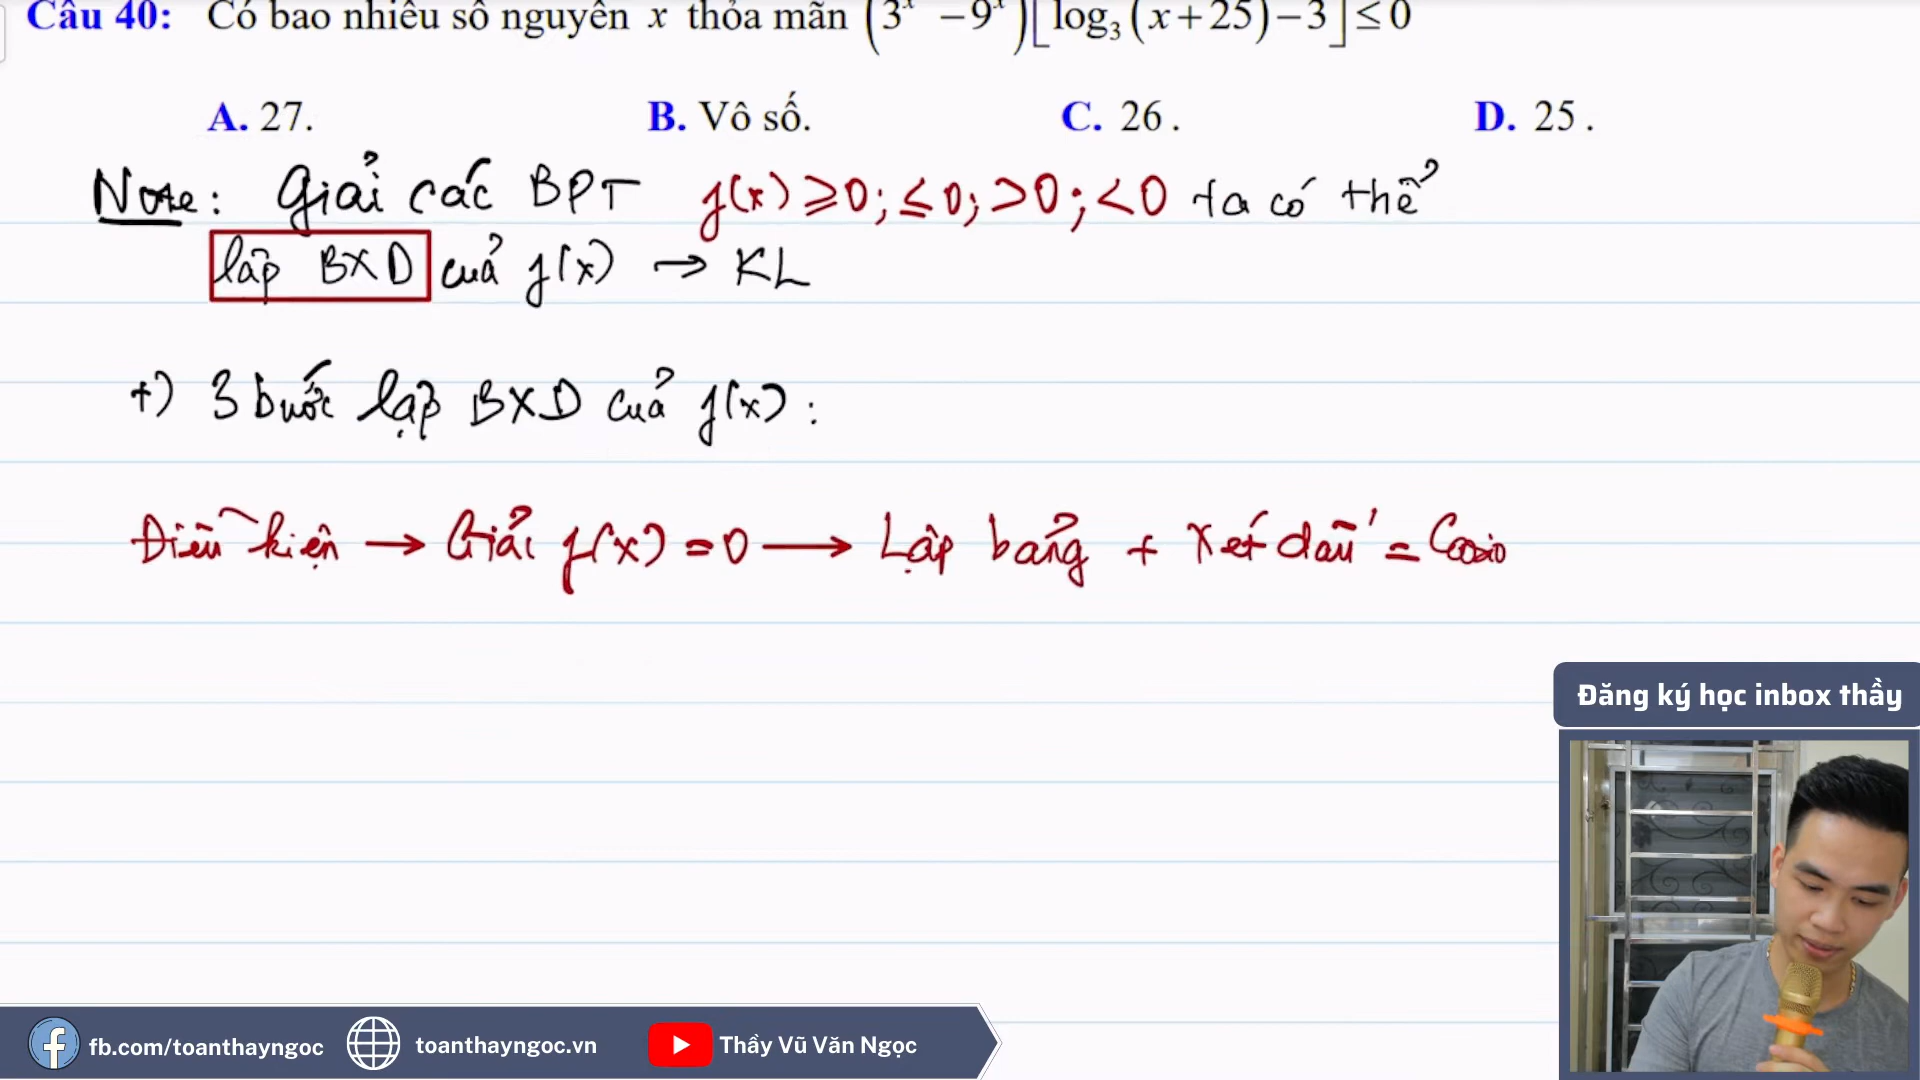 Câu 40: Có bao nhiêu số nguyên x thỏa mãn (3ˣ − 9ˣ)[log₃(x+25)−3] ≤ 0
A. 27. B. Vô số. C. 26. D. 25.
Note: Giải các BPT f(x) ⩾ 0; ≤ 0; > 0; < 0 ta có thể
lập BXD của f(x) → KL
+) 3 bước lập BXD của f(x) :
Điều kiện → Giải f(x) = 0 → Lập bảng + Xét dấu = Casio
Đăng ký học inbox thầy
fb.com/toanthayngoc toanthayngoc.vn Thầy Vũ Văn Ngọc